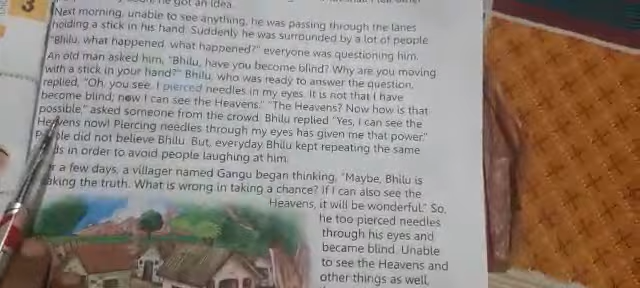 3
he got an idea.
Next morning, unable to see anything, he was passing through the lanes
holding a stick in his hand. Suddenly he was surrounded by a lot of people.
"Bhilu, what happened, what happened?" everyone was questioning him.
An old man asked him, "Bhilu, have you become blind? Why are you moving
with a stick in your hand?" Bhilu, who was ready to answer the question,
replied, "Oh, you see. I pierced needles in my eyes. It is not that I have
become blind; now I can see the Heavens." "The Heavens? Now how is that
possible," asked someone from the crowd. Bhilu replied "Yes, I can see the
now! Piercing needles through my eyes has given me that power."
did not believe Bhilu. But, everyday Bhilu kept repeating the same
in order to avoid people laughing at him.
a few days, a villager named Gangu began thinking, "Maybe, Bhilu is
the truth. What is wrong in taking a chance? If I can also see the
Heavens, it will be wonderful." So,
he too pierced needles
through his eyes and
became blind. Unable
to see the Heavens and
other things as well,